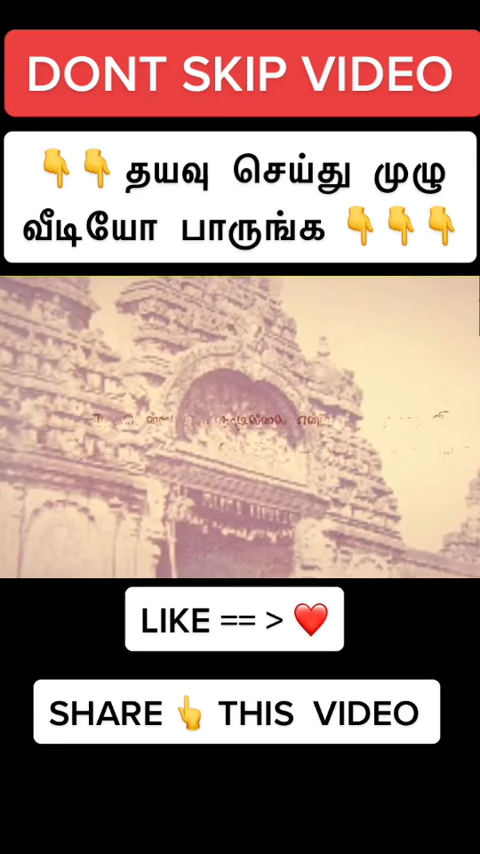 DONT SKIP VIDEO
👇👇 தயவு செய்து முழு
வீடியோ பாருங்க 👇👇👇
LIKE == > ❤️
SHARE 👆 THIS VIDEO